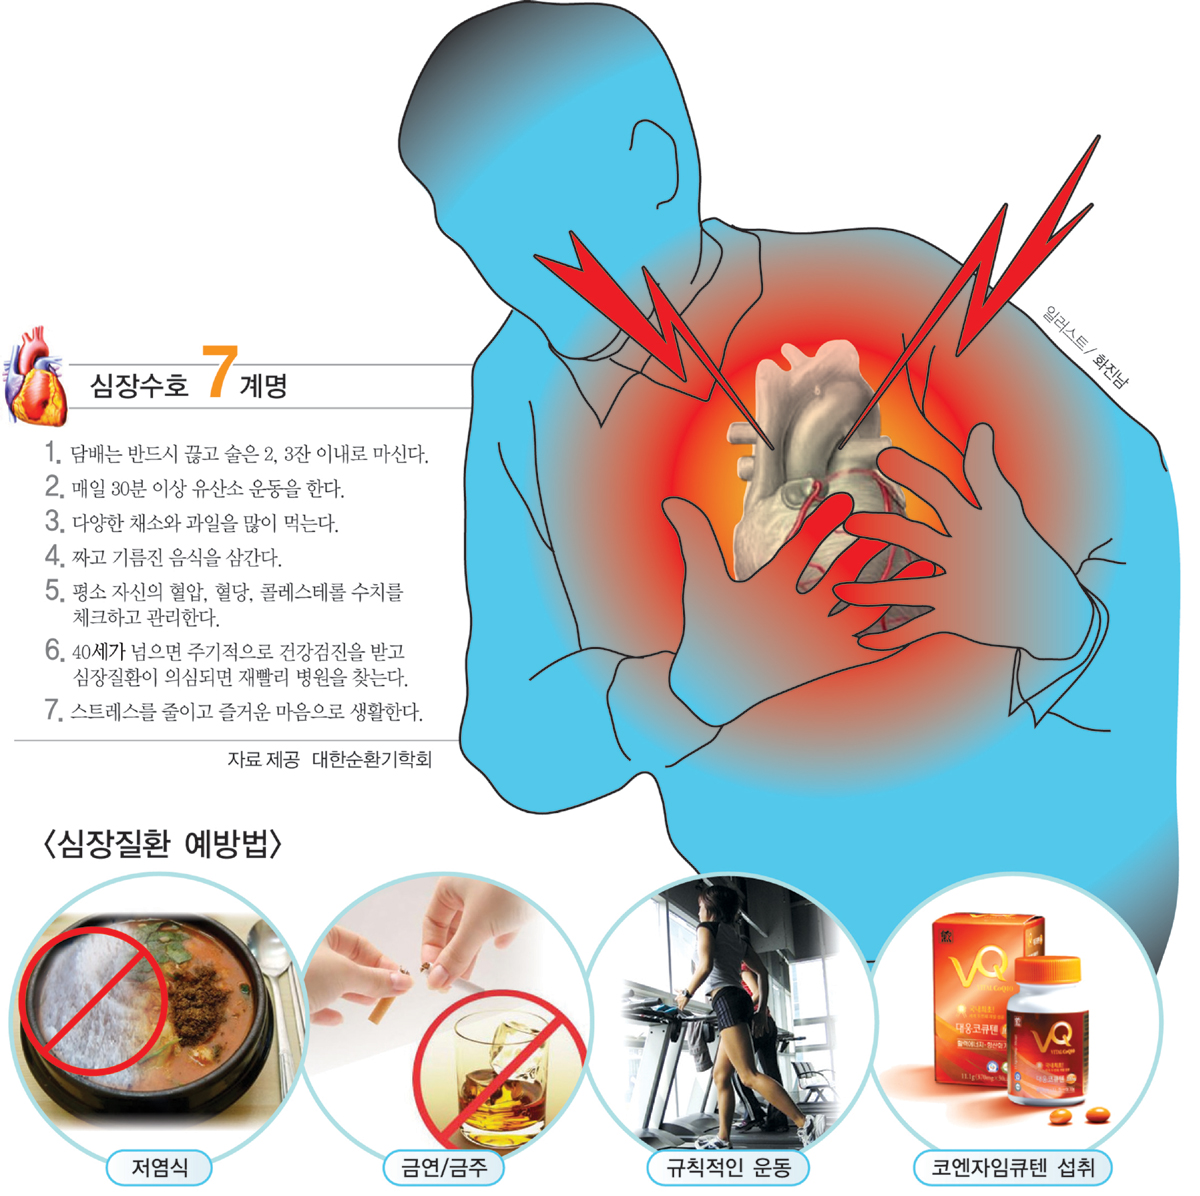 일러스트 / 화진남
심장수호 7계명
1. 담배는 반드시 끊고 술은 2, 3잔 이내로 마신다.
2. 매일 30분 이상 유산소 운동을 한다.
3. 다양한 채소와 과일을 많이 먹는다.
4. 짜고 기름진 음식을 삼간다.
5. 평소 자신의 혈압, 혈당, 콜레스테롤 수치를
체크하고 관리한다.
6. 40세가 넘으면 주기적으로 건강검진을 받고
심장질환이 의심되면 재빨리 병원을 찾는다.
7. 스트레스를 줄이고 즐거운 마음으로 생활한다.
자료 제공 대한순환기학회
〈심장질환 예방법〉
VQ
대웅코큐텐
VQ
대웅코큐텐
저염식
금연/금주
규칙적인 운동
코엔자임큐텐 섭취